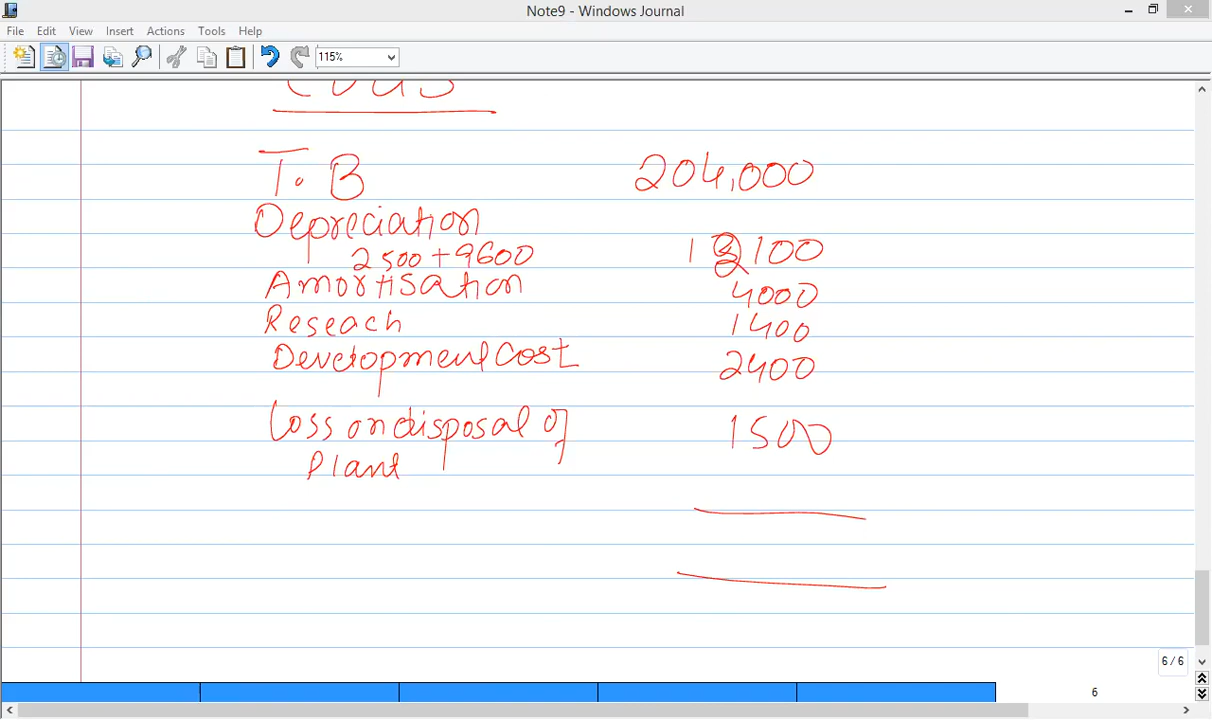 Note9 - Windows Journal
File Edit View Insert Actions Tools Help
115%
COGS
T. B 204,000
Depreciation
2500 + 9600 12100
Amortisation 4000
Reseach 1400
Development Cost 2400
Loss on disposal of 1500
Plant
6 / 6
6